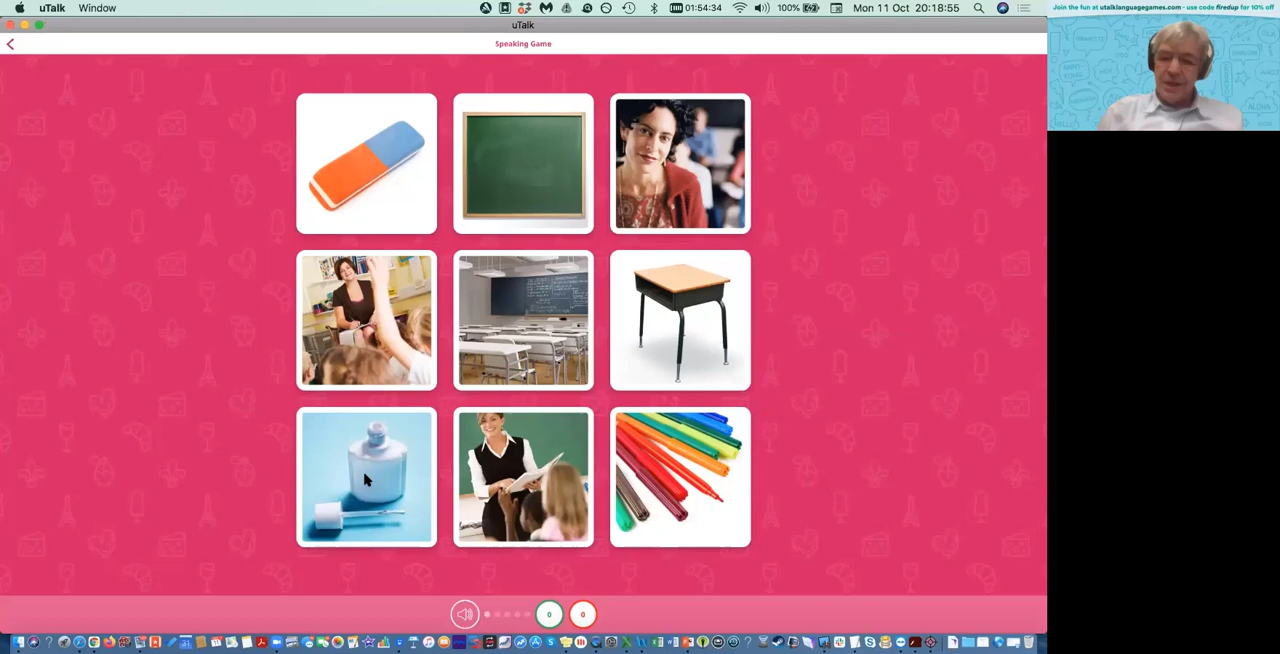 uTalk Window 01:54:34 100% Mon 11 Oct 20:18:55
uTalk
Speaking Game
0 0
Join the fun at utalklanguagegames.com - use code firedup for 10% off